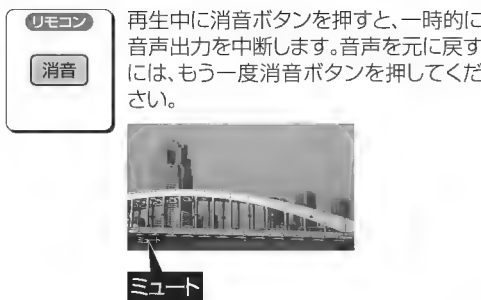 リモコン
消音
再生中に消音ボタンを押すと、一時的に
音声出力を中断します。音声を元に戻す
には、もう一度消音ボタンを押してくだ
さい。
ミュート
ミュート